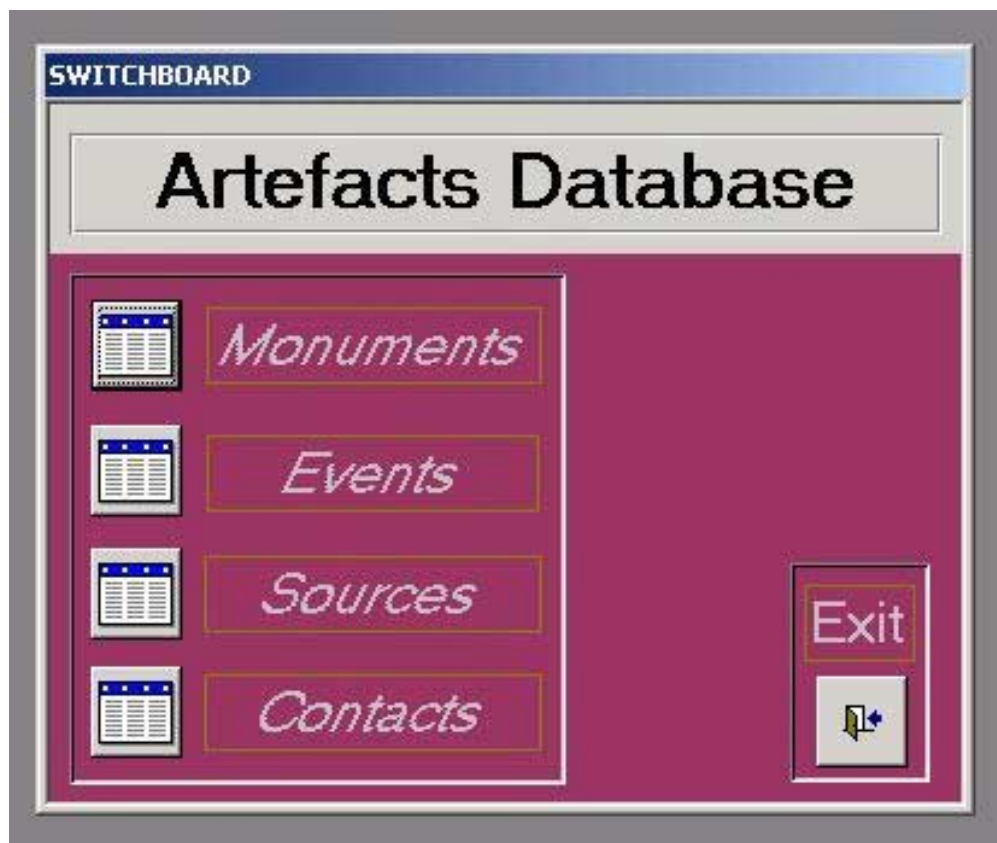 SWITCHBOARD
Artefacts Database
Monuments
Events
Sources
Contacts
Exit